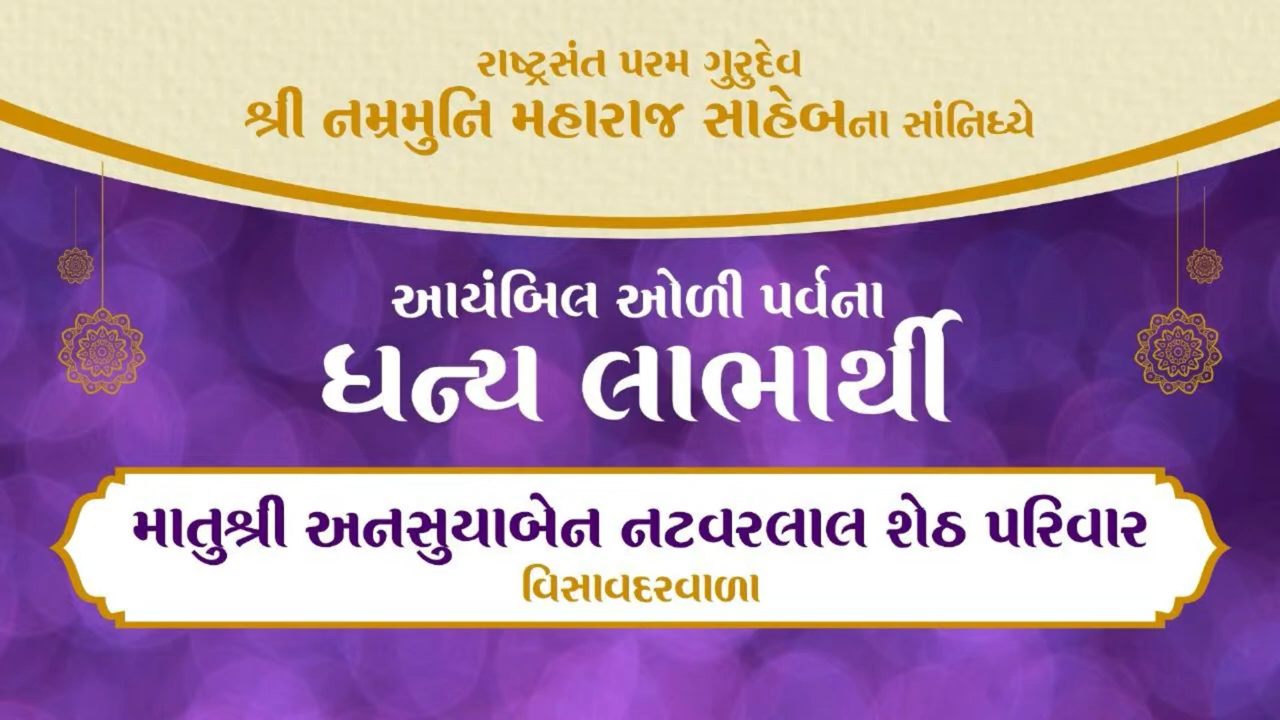 રાષ્ટ્રસંત પરમ ગુરુદેવ
શ્રી નમ્રમુનિ મહારાજ સાહેબના સાંનિધ્યે
આયંબિલ ઓળી પર્વના
ધન્ય લાભાર્થી
માતુશ્રી અનસુયાબેન નટવરલાલ શેઠ પરિવાર
વિસાવદરવાળા